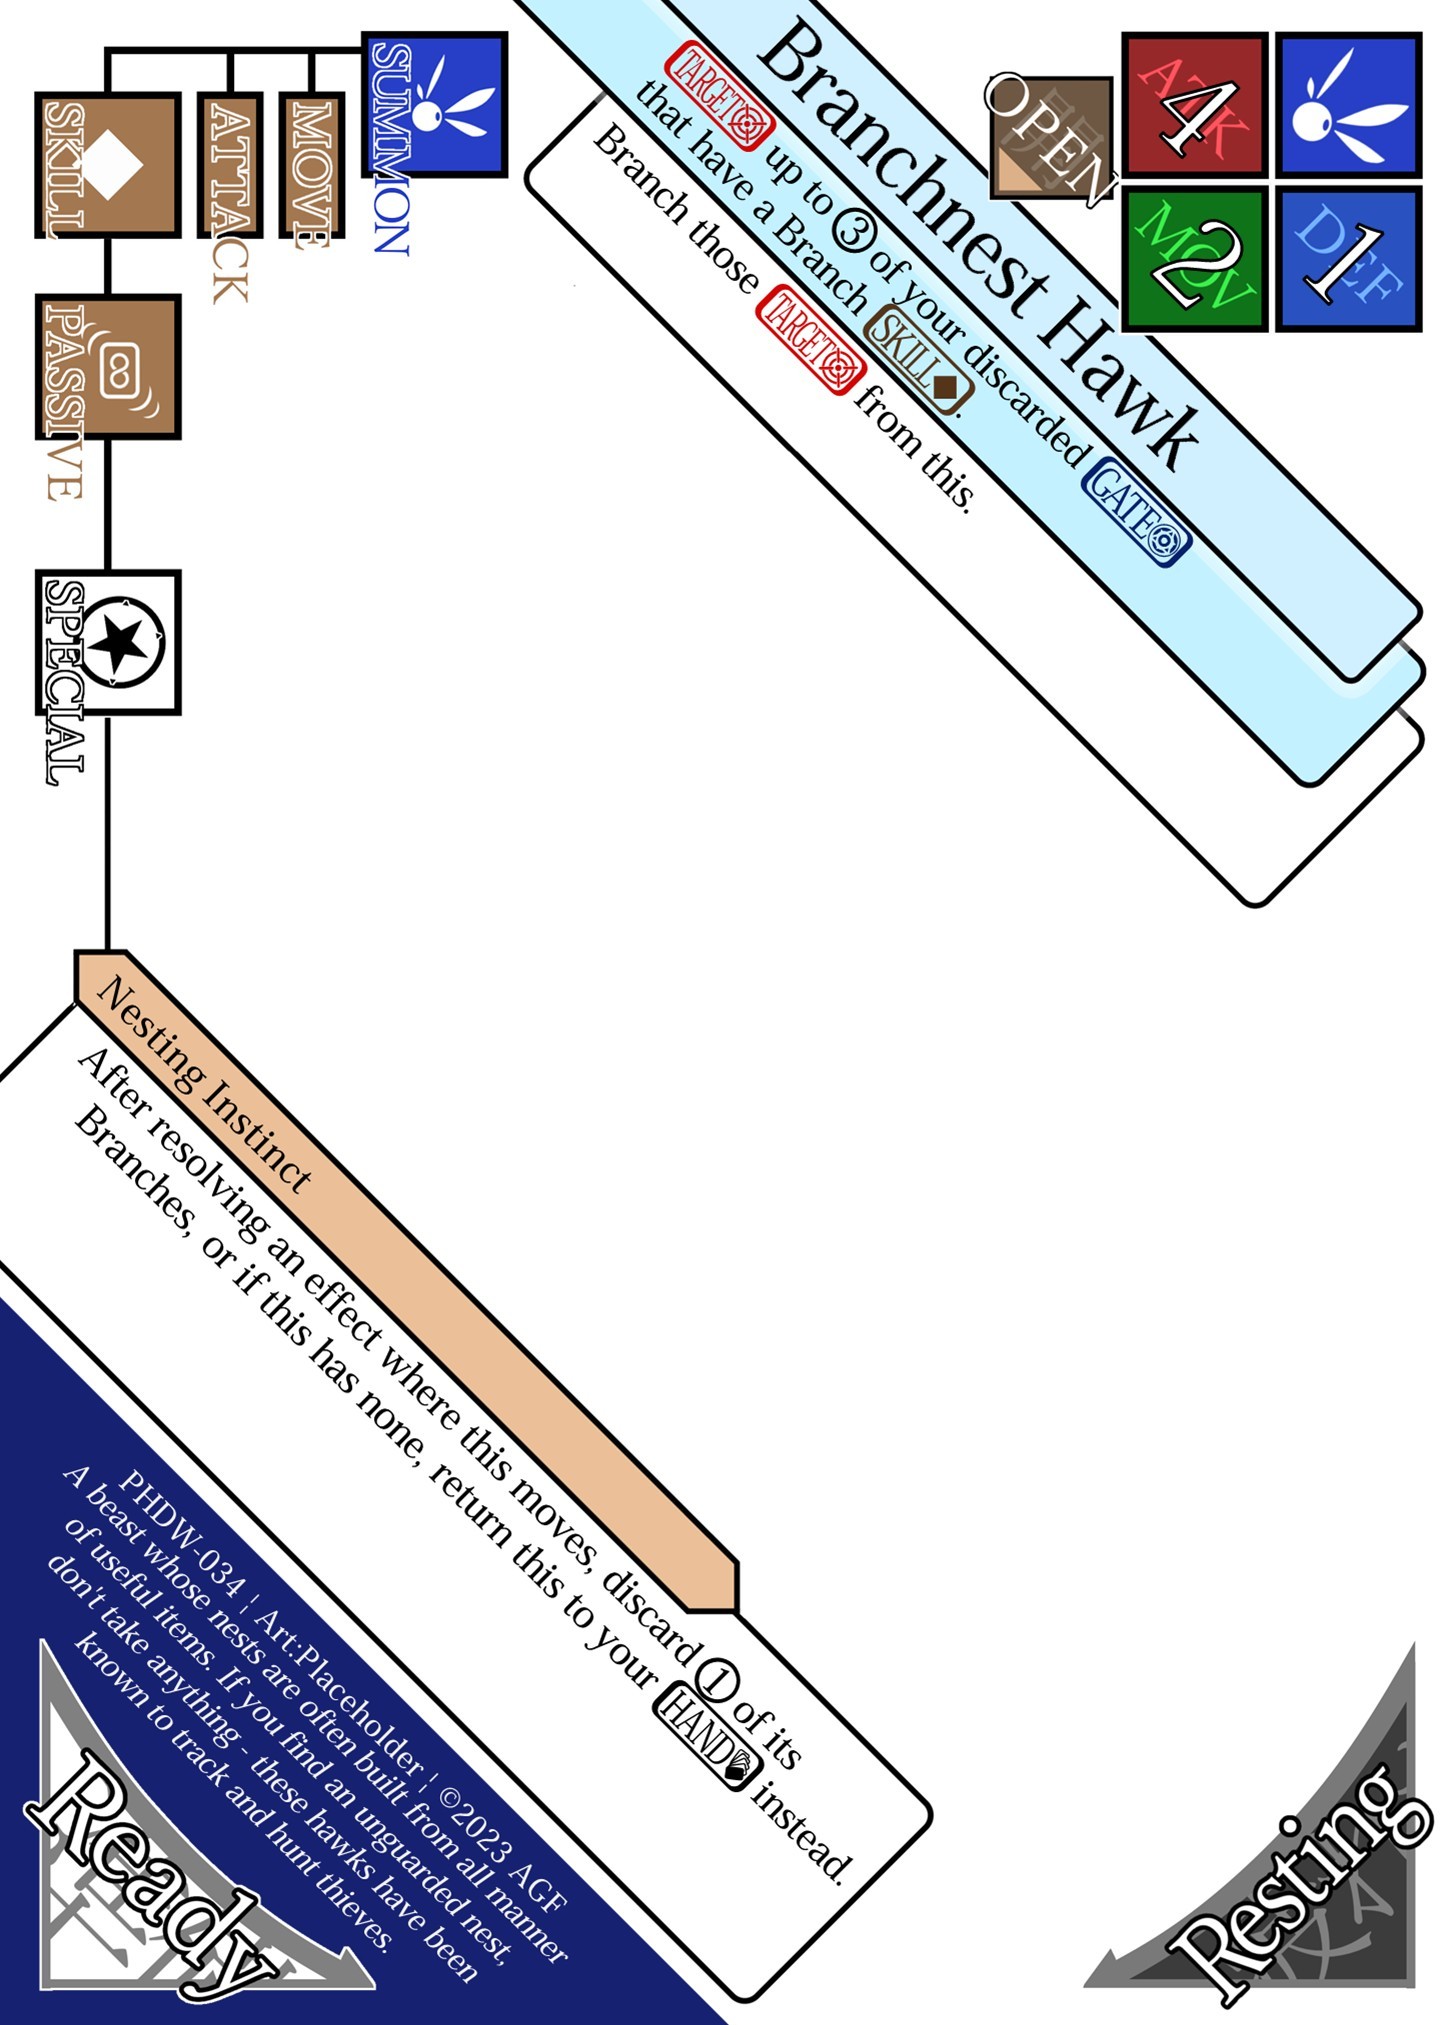 Branchnest Hawk
TARGET up to 3 of your discarded GATE
that have a Branch SKILL.
Branch those TARGET from this.
OPEN
ATK 4
DEF 1
MOV 2
SUMMON
MOVE
ATTACK
SKILL
PASSIVE
8
SPECIAL
Nesting Instinct
After resolving an effect where this moves, discard 1 of its
Branches, or if this has none, return this to your HAND instead.
PHDW-034 ¦ Art:Placeholder ¦ ©2023 AGF
A beast whose nests are often built from all manner
of useful items. If you find an unguarded nest,
don't take anything - these hawks have been
known to track and hunt thieves.
Ready
Resting